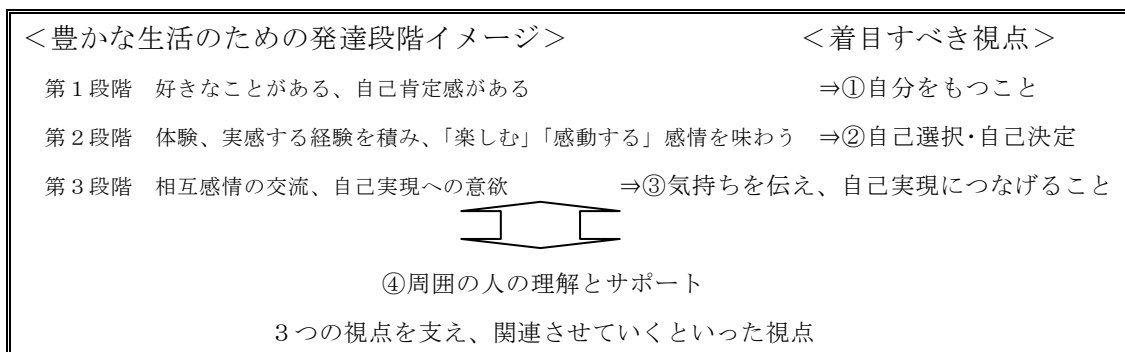 ＜豊かな生活のための発達段階イメージ＞　＜着目すべき視点＞
第１段階　好きなことがある、自己肯定感がある　⇒①自分をもつこと
第２段階　体験、実感する経験を積み、「楽しむ」「感動する」感情を味わう　⇒②自己選択･自己決定
第３段階　相互感情の交流、自己実現への意欲　⇒③気持ちを伝え、自己実現につなげること
④周囲の人の理解とサポート
３つの視点を支え、関連させていくといった視点